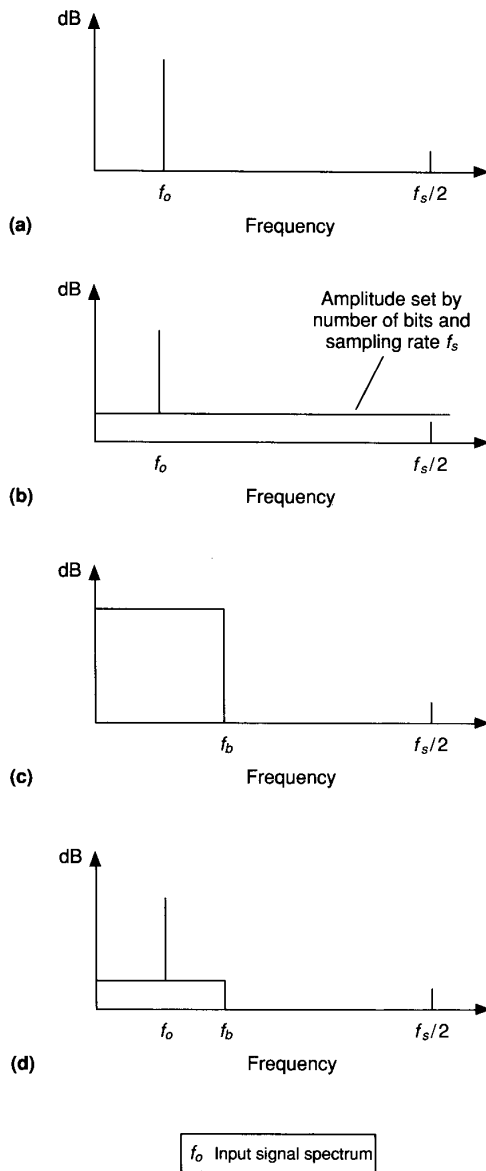 dB
f_o
f_s/2
(a)
Frequency
dB
Amplitude set by
number of bits and
sampling rate f_s
f_o
f_s/2
(b)
Frequency
dB
f_b
f_s/2
(c)
Frequency
dB
f_o f_b
f_s/2
(d)
Frequency
f_o Input signal spectrum